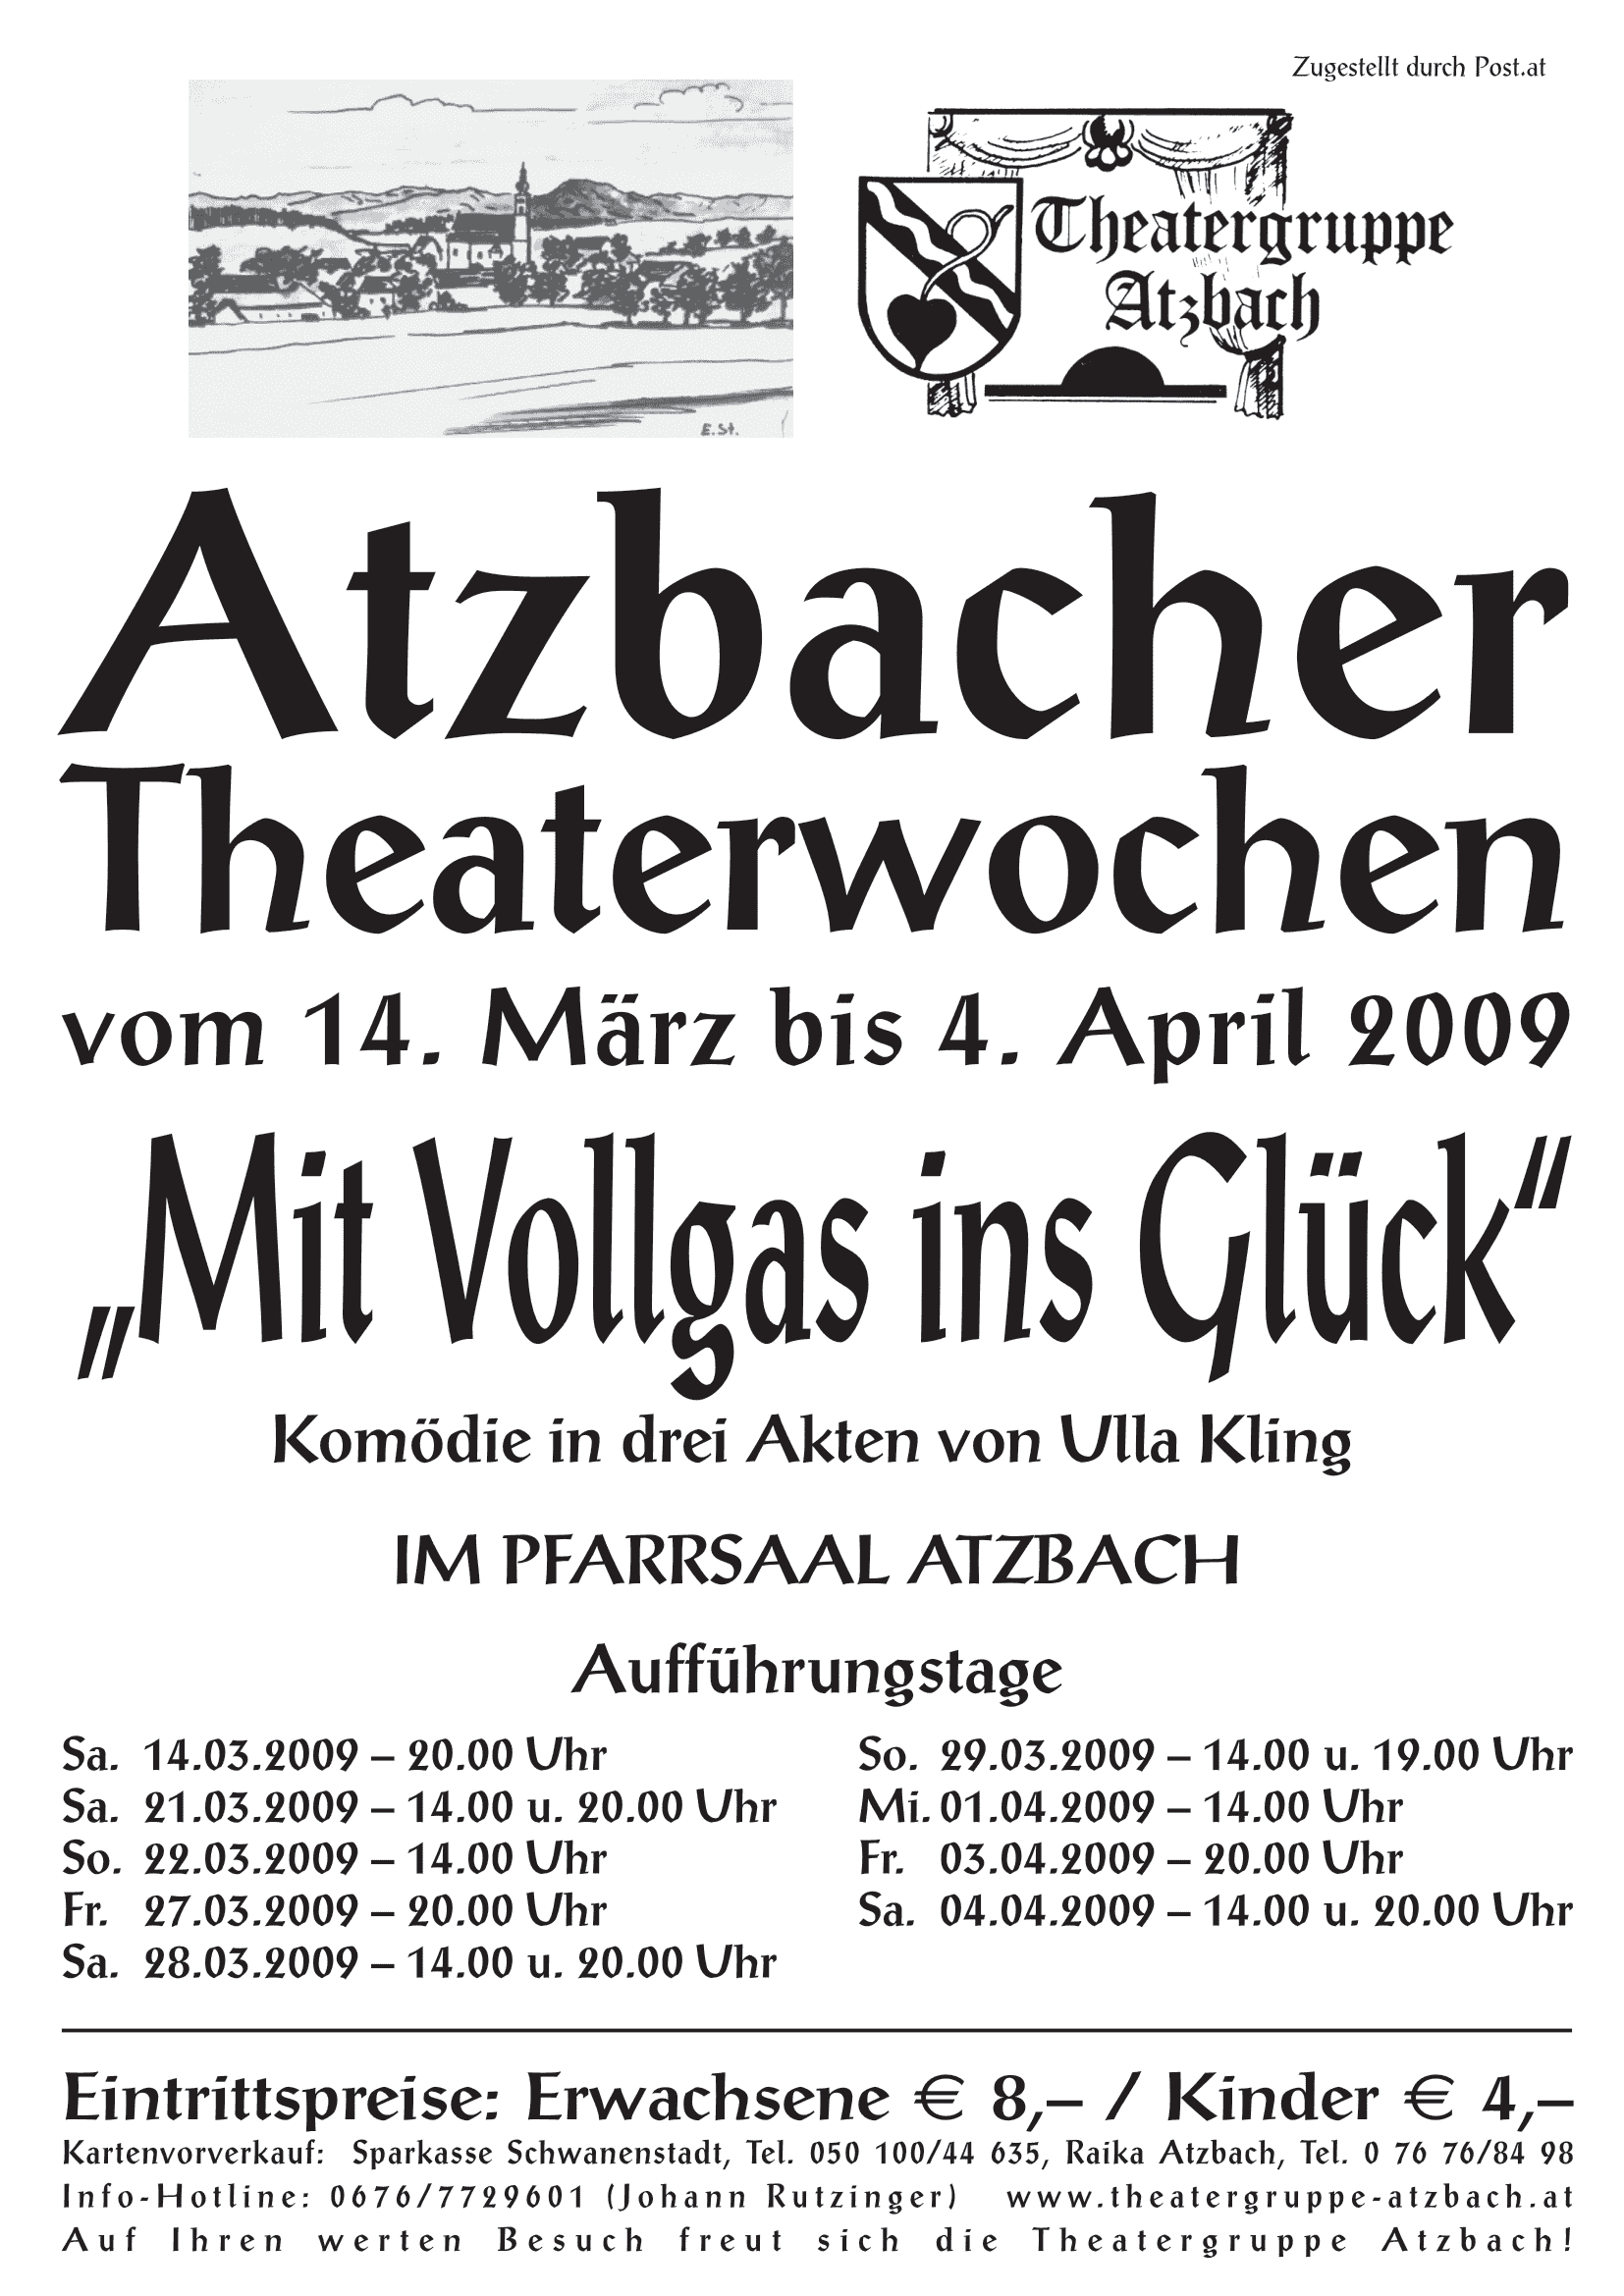 Zugestellt durch Post.at
E.St.
Theatergruppe
Atzbach
Atzbacher
Theaterwochen
vom 14. März bis 4. April 2009
„Mit Vollgas ins Glück“
Komödie in drei Akten von Ulla Kling
IM PFARRSAAL ATZBACH
Aufführungstage
Sa. 14.03.2009 – 20.00 Uhr
Sa. 21.03.2009 – 14.00 u. 20.00 Uhr
So. 22.03.2009 – 14.00 Uhr
Fr. 27.03.2009 – 20.00 Uhr
Sa. 28.03.2009 – 14.00 u. 20.00 Uhr
So. 29.03.2009 – 14.00 u. 19.00 Uhr
Mi. 01.04.2009 – 14.00 Uhr
Fr. 03.04.2009 – 20.00 Uhr
Sa. 04.04.2009 – 14.00 u. 20.00 Uhr
Eintrittspreise: Erwachsene € 8,– / Kinder € 4,–
Kartenvorverkauf: Sparkasse Schwanenstadt, Tel. 050 100/44 635, Raika Atzbach, Tel. 0 76 76/84 98
Info-Hotline: 0676/7729601 (Johann Rutzinger) www.theatergruppe-atzbach.at
Auf Ihren werten Besuch freut sich die Theatergruppe Atzbach!